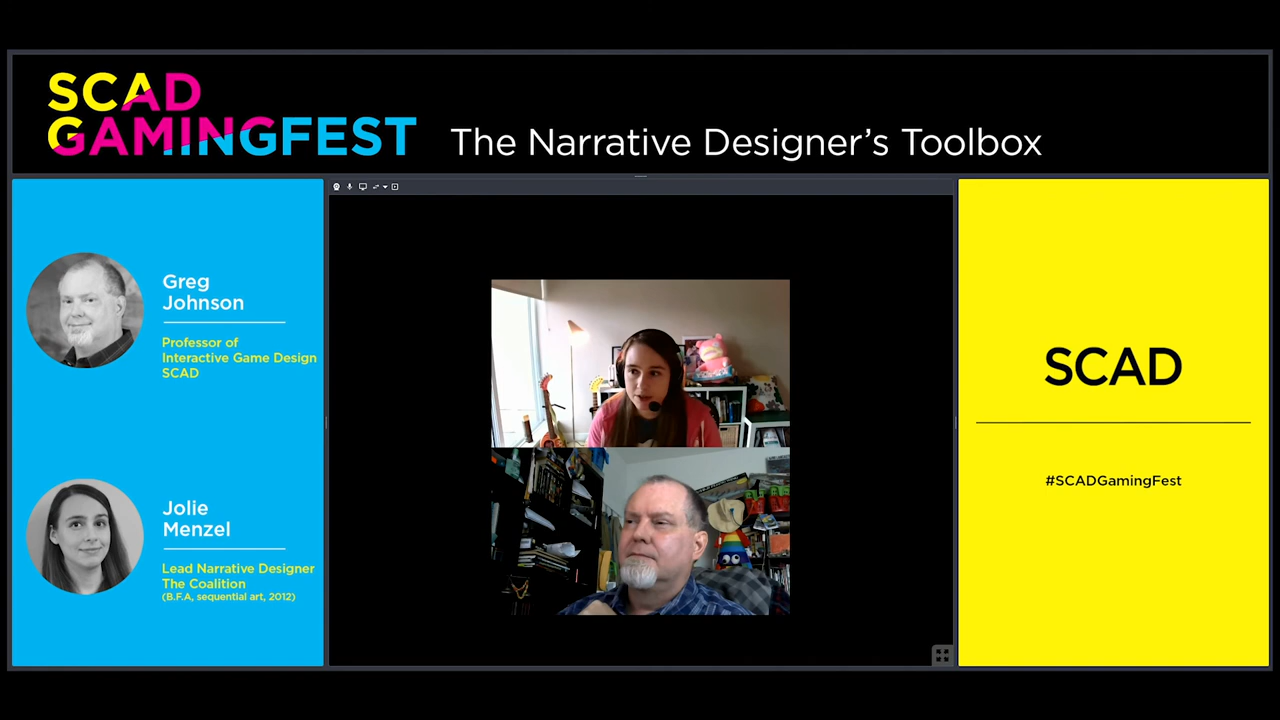 SCAD
GAMINGFEST
The Narrative Designer's Toolbox
Greg
Johnson
Professor of
Interactive Game Design
SCAD
Jolie
Menzel
Lead Narrative Designer
The Coalition
(B.F.A, sequential art, 2012)
SCAD
#SCADGamingFest